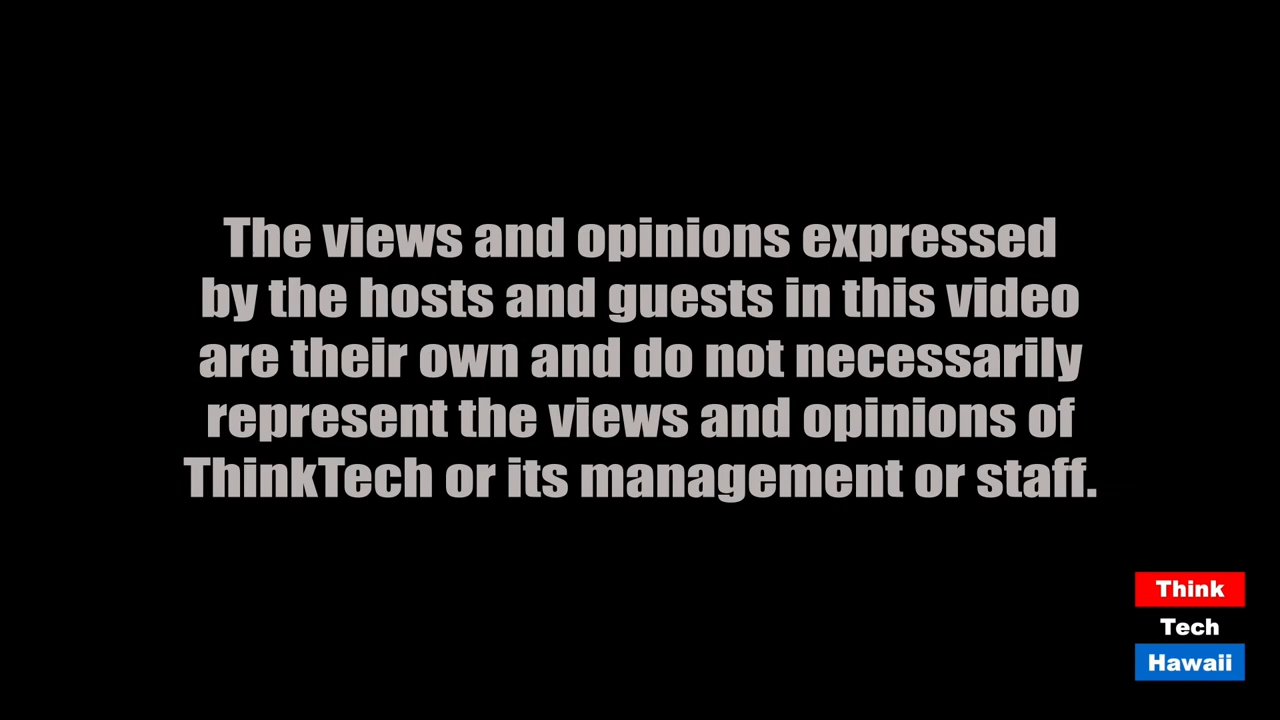 The views and opinions expressed
by the hosts and guests in this video
are their own and do not necessarily
represent the views and opinions of
ThinkTech or its management or staff.
Think
Tech
Hawaii